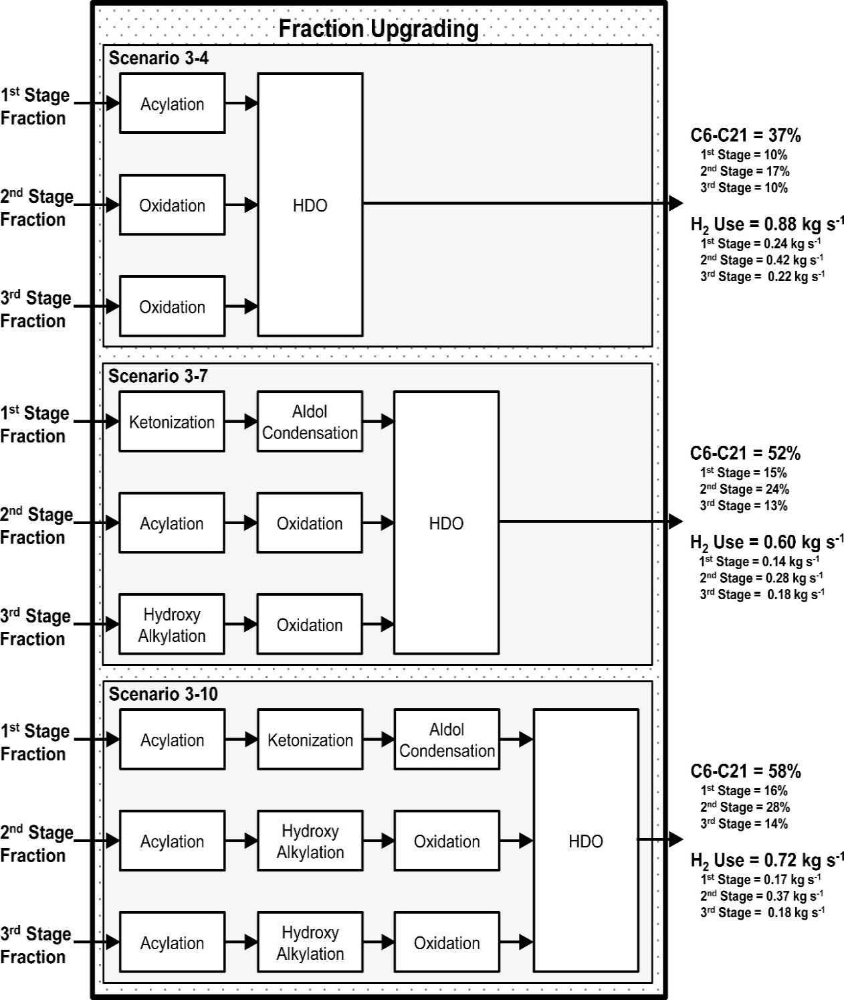 Fraction Upgrading
Scenario 3-4
1st Stage
Fraction
Acylation
2nd Stage
Fraction
Oxidation
3rd Stage
Fraction
Oxidation
HDO
C6-C21 = 37%
1st Stage = 10%
2nd Stage = 17%
3rd Stage = 10%
H2 Use = 0.88 kg s-1
1st Stage = 0.24 kg s-1
2nd Stage = 0.42 kg s-1
3rd Stage = 0.22 kg s-1
Scenario 3-7
1st Stage
Fraction
Ketonization
Aldol
Condensation
2nd Stage
Fraction
Acylation
Oxidation
3rd Stage
Fraction
Hydroxy
Alkylation
Oxidation
HDO
C6-C21 = 52%
1st Stage = 15%
2nd Stage = 24%
3rd Stage = 13%
H2 Use = 0.60 kg s-1
1st Stage = 0.14 kg s-1
2nd Stage = 0.28 kg s-1
3rd Stage = 0.18 kg s-1
Scenario 3-10
1st Stage
Fraction
Acylation
Ketonization
Aldol
Condensation
2nd Stage
Fraction
Acylation
Hydroxy
Alkylation
Oxidation
3rd Stage
Fraction
Acylation
Hydroxy
Alkylation
Oxidation
HDO
C6-C21 = 58%
1st Stage = 16%
2nd Stage = 28%
3rd Stage = 14%
H2 Use = 0.72 kg s-1
1st Stage = 0.17 kg s-1
2nd Stage = 0.37 kg s-1
3rd Stage = 0.18 kg s-1